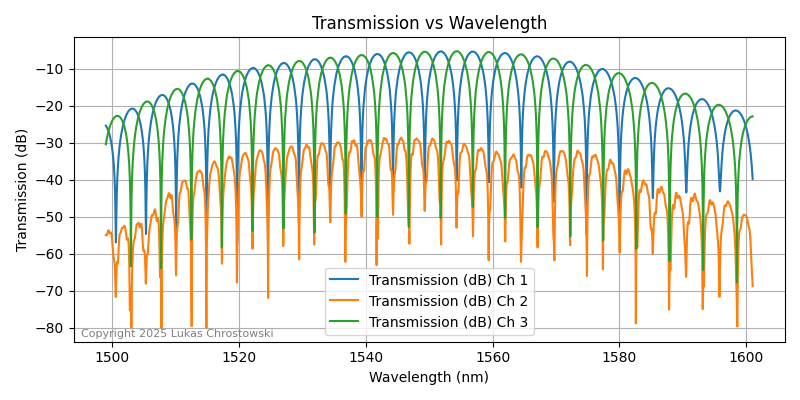 Transmission vs Wavelength
Transmission (dB)
−10
−20
−30
−40
−50
−60
−70
−80
Transmission (dB) Ch 1
Transmission (dB) Ch 2
Transmission (dB) Ch 3
Copyright 2025 Lukas Chrostowski
1500
1520
1540
1560
1580
1600
Wavelength (nm)